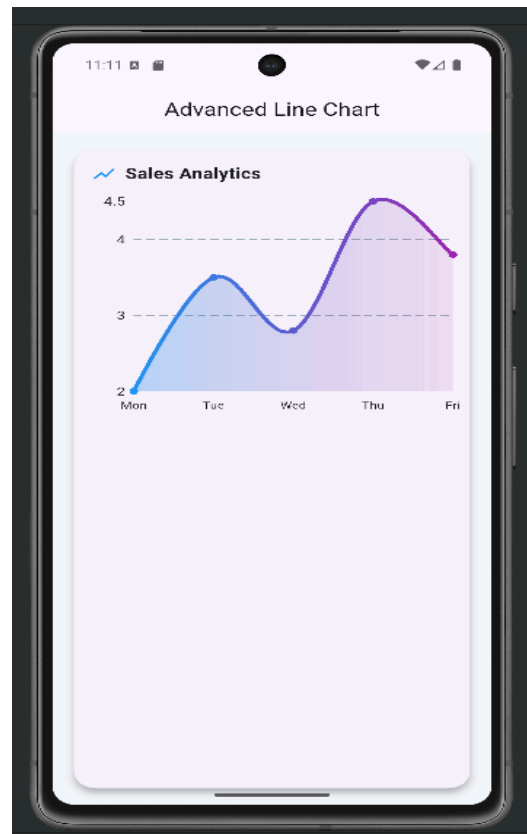 11:11
Advanced Line Chart
Sales Analytics
4.5
4
3
2
Mon Tue Wed Thu Fri